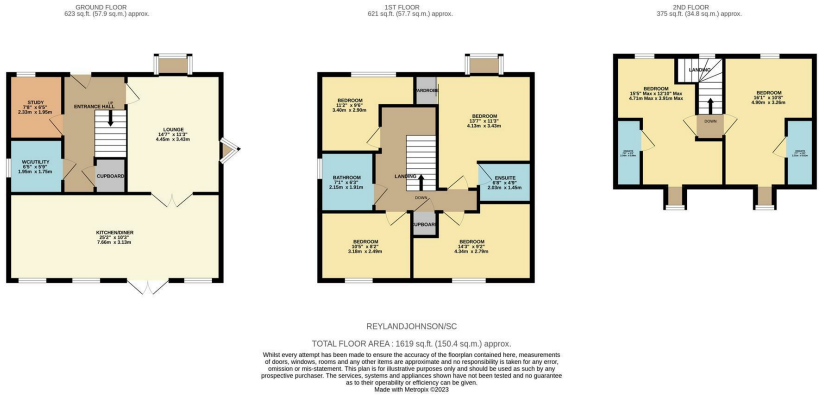 GROUND FLOOR
623 sq.ft. (57.9 sq.m.) approx.
STUDY
7'8" x 6'5"
2.33m x 1.95m
ENTRANCE HALL
UP
LOUNGE
14'7" x 11'3"
4.45m x 3.43m
WC/UTILITY
6'5" x 5'9"
1.95m x 1.75m
CUPBOARD
KITCHEN/DINER
25'2" x 10'3"
7.66m x 3.13m
1ST FLOOR
621 sq.ft. (57.7 sq.m.) approx.
BEDROOM
11'2" x 9'6"
3.40m x 2.90m
WARDROBE
BEDROOM
13'7" x 11'3"
4.13m x 3.43m
BATHROOM
7'1" x 6'3"
2.15m x 1.91m
LANDING
ENSUITE
6'8" x 4'9"
2.03m x 1.45m
DOWN
CUPBOARD
BEDROOM
10'5" x 8'2"
3.18m x 2.49m
BEDROOM
14'3" x 9'2"
4.34m x 2.79m
2ND FLOOR
375 sq.ft. (34.8 sq.m.) approx.
LANDING
BEDROOM
15'5" Max x 12'10" Max
4.71m Max x 3.91m Max
BEDROOM
16'1" x 10'8"
4.90m x 3.26m
DOWN
REYLANDJOHNSON/SC
TOTAL FLOOR AREA : 1619 sq.ft. (150.4 sq.m.) approx.
Whilst every attempt has been made to ensure the accuracy of the floorplan contained here, measurements
of doors, windows, rooms and any other items are approximate and no responsibility is taken for any error,
omission or mis-statement. This plan is for illustrative purposes only and should be used as such by any
prospective purchaser. The services, systems and appliances shown have not been tested and no guarantee
as to their operability or efficiency can be given.
Made with Metropix ©2023